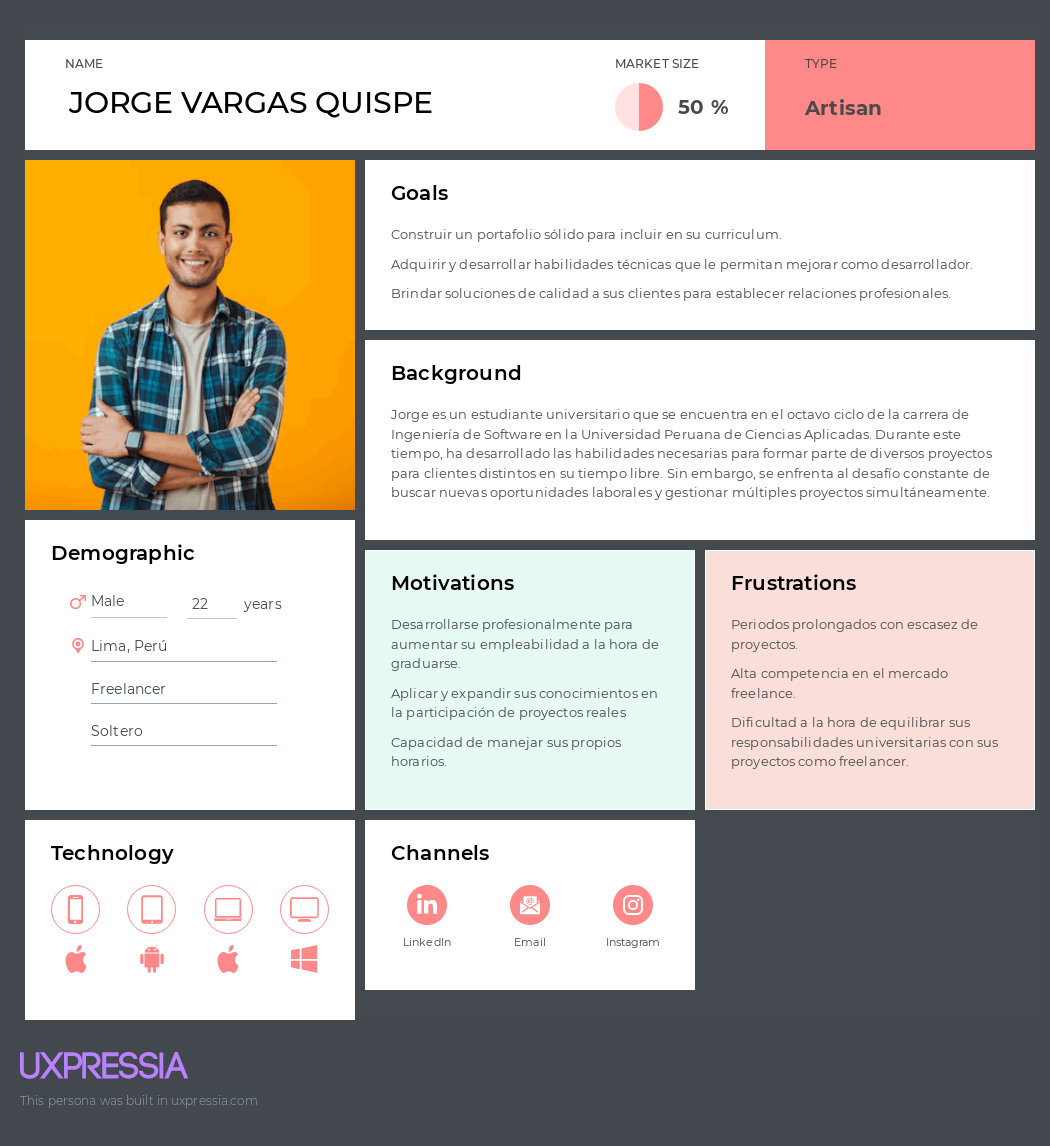 NAME
JORGE VARGAS QUISPE
MARKET SIZE
50 %
TYPE
Artisan
Goals
Construir un portafolio sólido para incluir en su curriculum.
Adquirir y desarrollar habilidades técnicas que le permitan mejorar como desarrollador.
Brindar soluciones de calidad a sus clientes para establecer relaciones profesionales.
Background
Jorge es un estudiante universitario que se encuentra en el octavo ciclo de la carrera de
Ingeniería de Software en la Universidad Peruana de Ciencias Aplicadas. Durante este
tiempo, ha desarrollado las habilidades necesarias para formar parte de diversos proyectos
para clientes distintos en su tiempo libre. Sin embargo, se enfrenta al desafío constante de
buscar nuevas oportunidades laborales y gestionar múltiples proyectos simultáneamente.
Demographic
Male
22 years
Lima, Perú
Freelancer
Soltero
Motivations
Desarrollarse profesionalmente para
aumentar su empleabilidad a la hora de
graduarse.
Aplicar y expandir sus conocimientos en
la participación de proyectos reales
Capacidad de manejar sus propios
horarios.
Frustrations
Periodos prolongados con escasez de
proyectos.
Alta competencia en el mercado
freelance.
Dificultad a la hora de equilibrar sus
responsabilidades universitarias con sus
proyectos como freelancer.
Technology
Channels
LinkedIn
Email
Instagram
UXPRESSIA
This persona was built in uxpressia.com